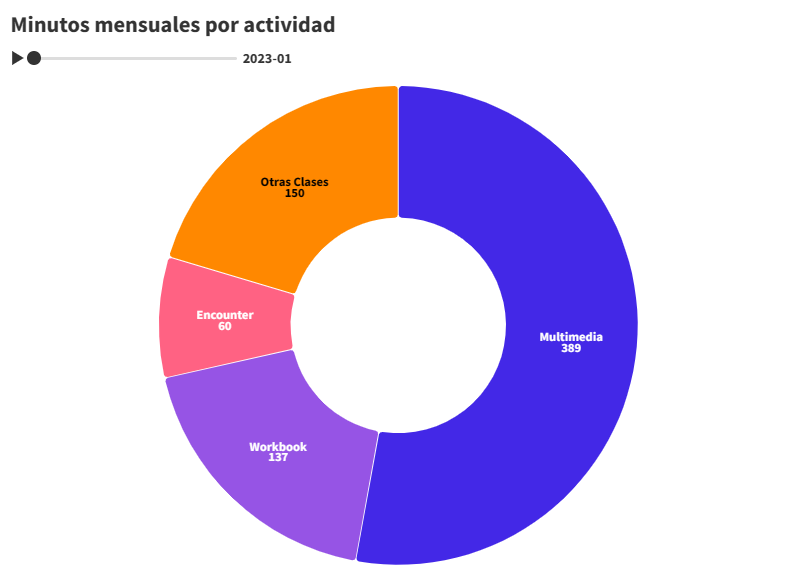 Minutos mensuales por actividad
2023-01
Otras Clases
150
Encounter
60
Multimedia
389
Workbook
137